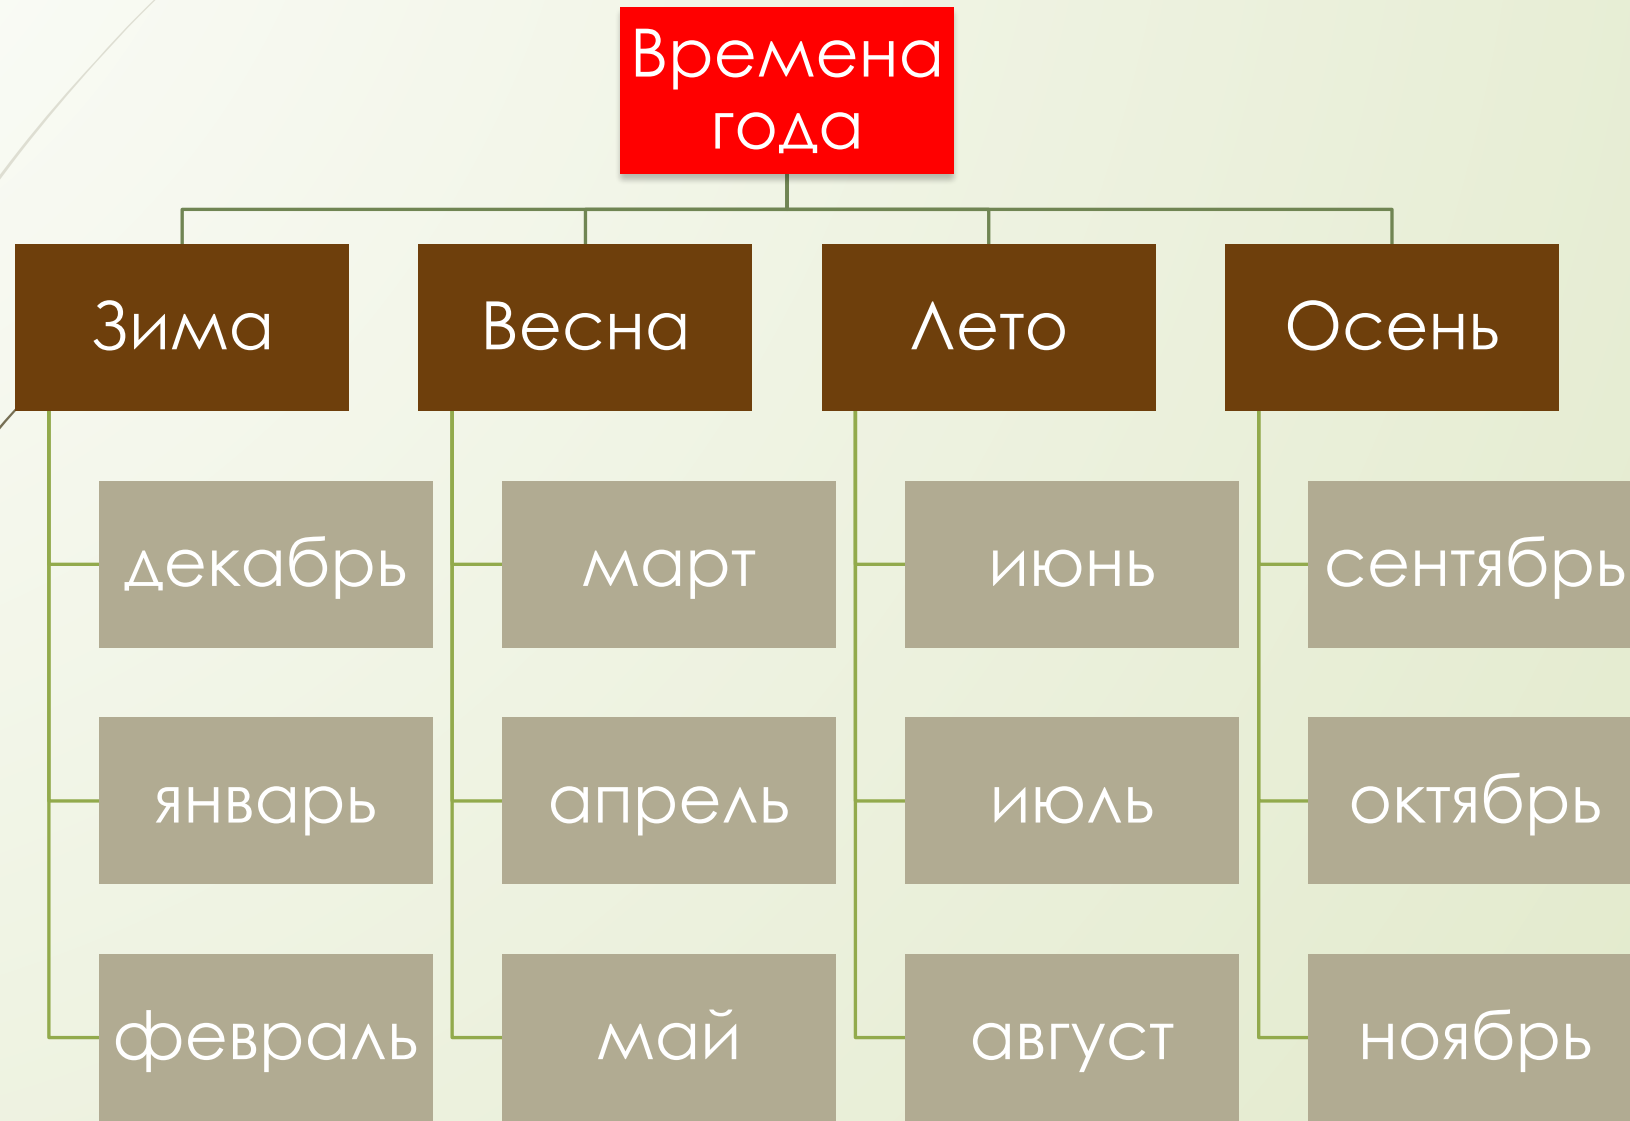 Времена
года
Зима
Весна
Лето
Осень
декабрь
март
июнь
сентябрь
январь
апрель
июль
октябрь
февраль
май
август
ноябрь